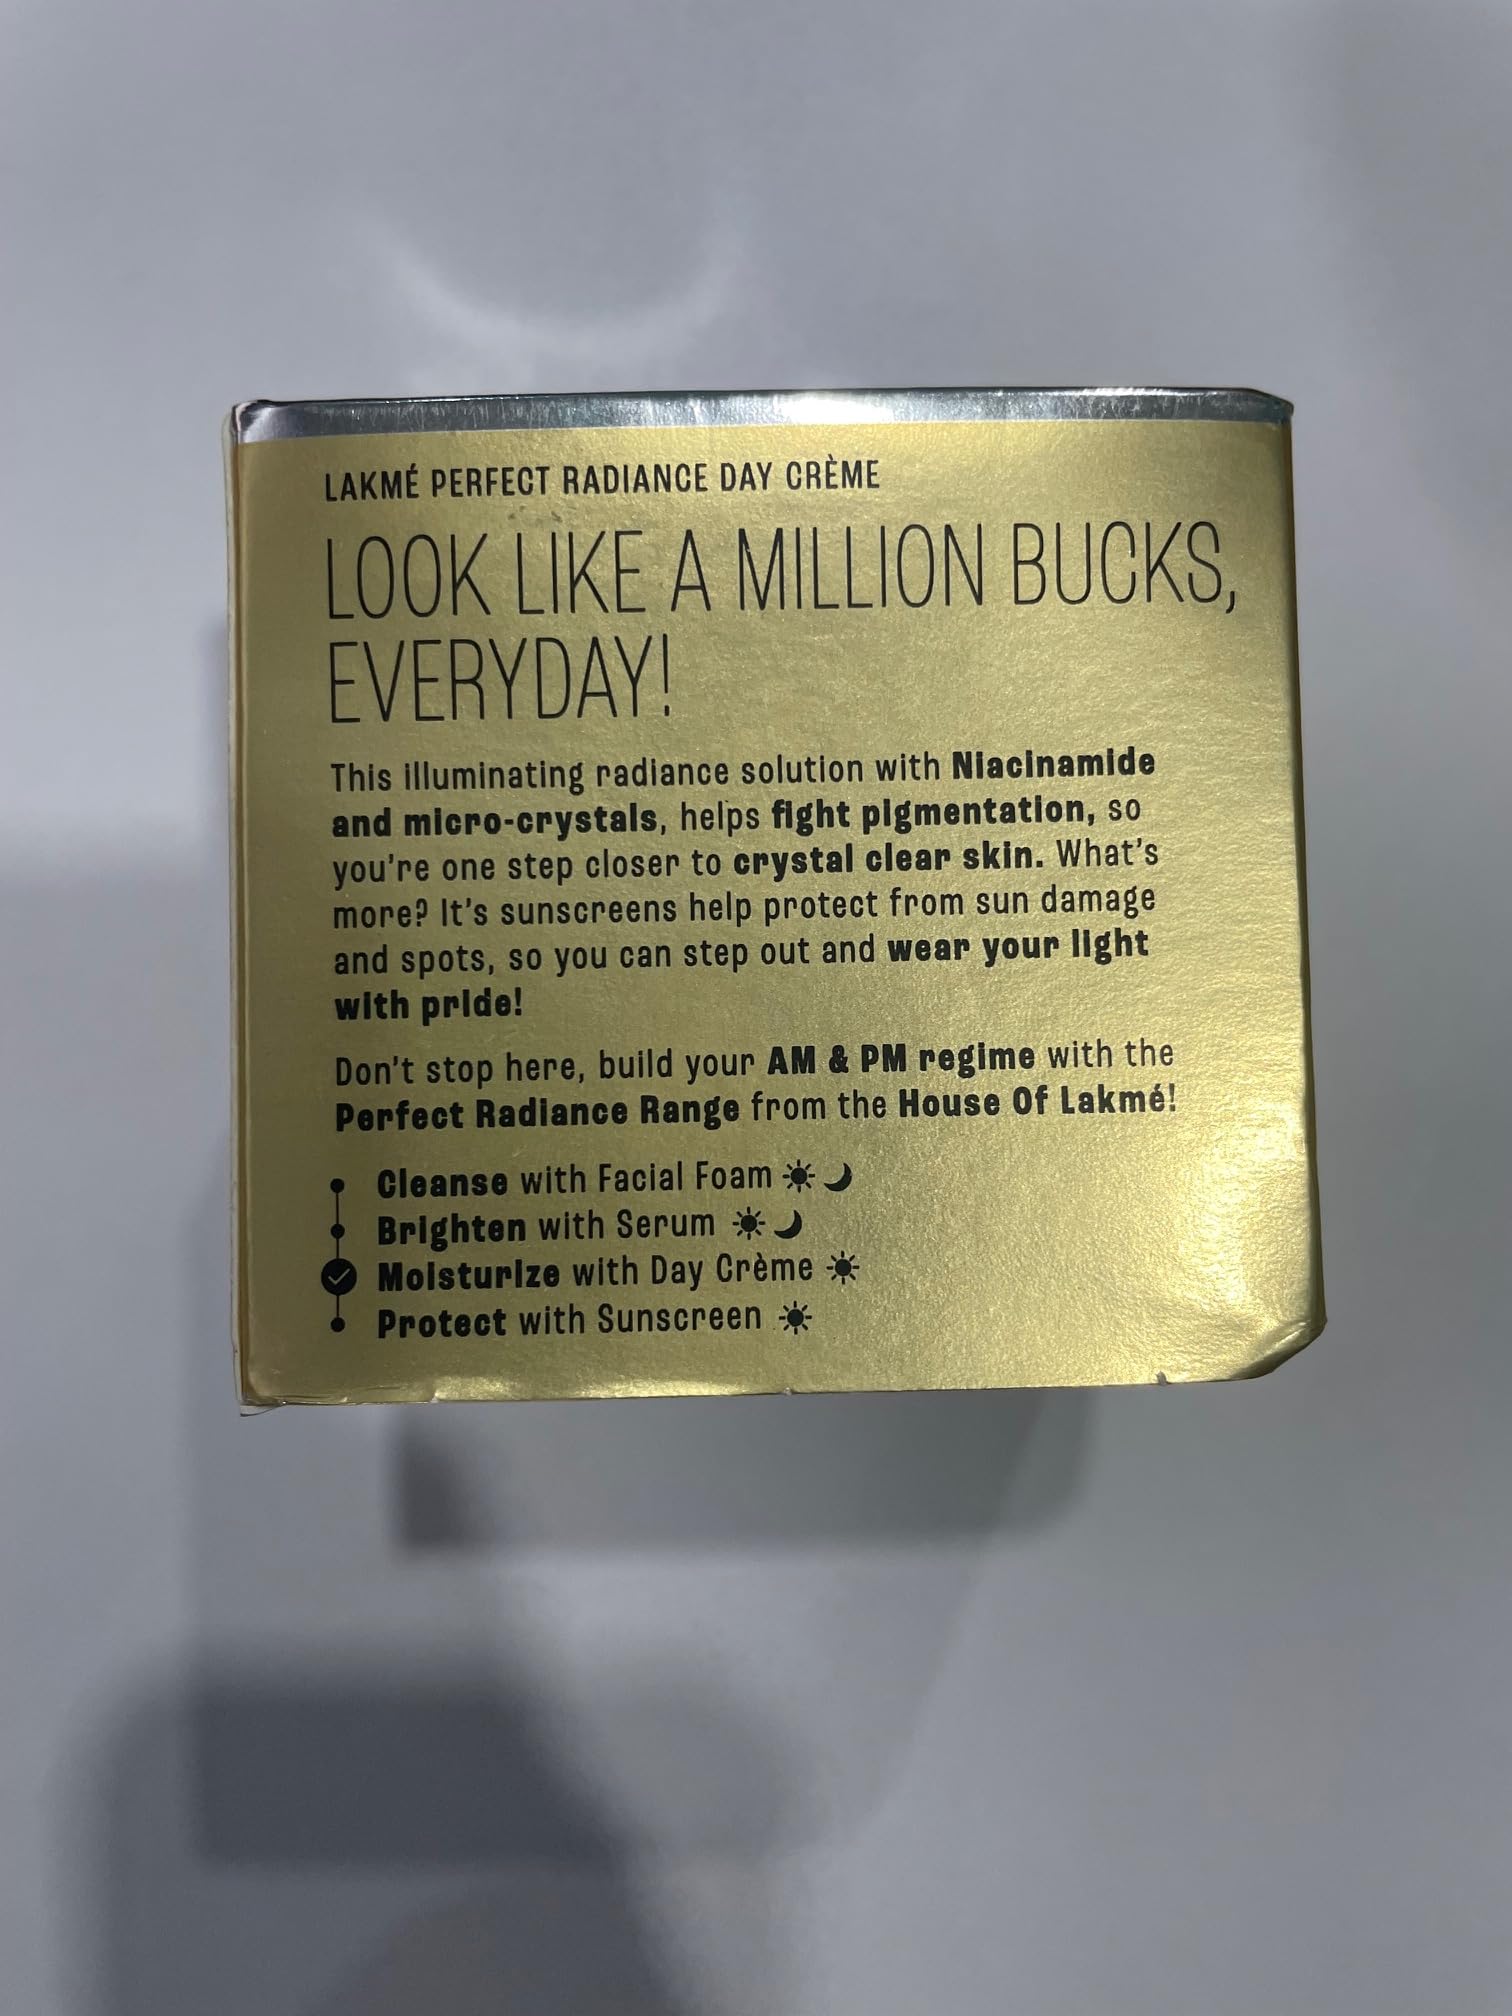 LAKMÉ PERFECT RADIANCE DAY CRÈME
LOOK LIKE A MILLION BUCKS,
EVERYDAY!
This illuminating radiance solution with Niacinamide
and micro-crystals, helps fight pigmentation, so
you're one step closer to crystal clear skin. What's
more? It's sunscreens help protect from sun damage
and spots, so you can step out and wear your light
with pride!
Don't stop here, build your AM & PM regime with the
Perfect Radiance Range from the House Of Lakmé!
Cleanse with Facial Foam
Brighten with Serum
Moisturize with Day Crème
Protect with Sunscreen